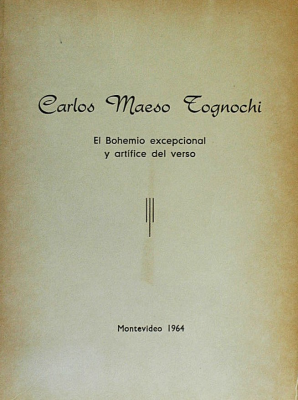 Carlos Maeso Tognochi
El Bohemio excepcional
y artífice del verso
Montevideo 1964